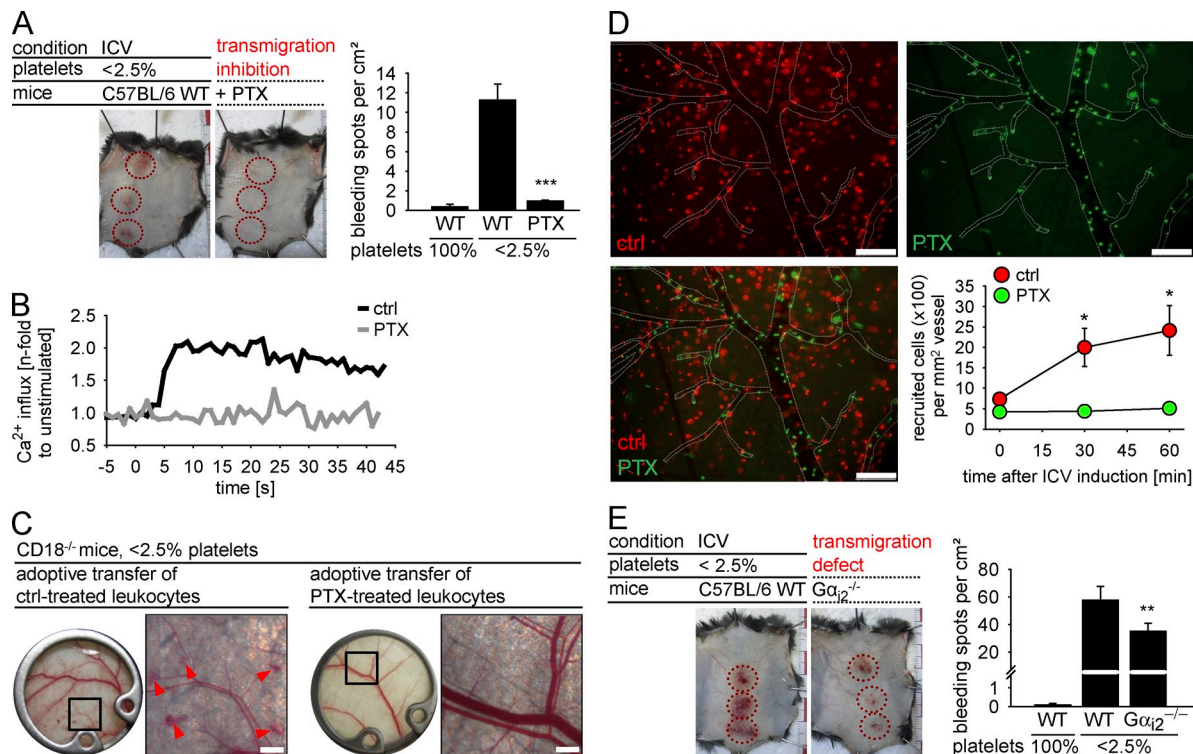 A
condition ICV transmigration
platelets <2.5% inhibition
mice C57BL/6 WT + PTX
bleeding spots per cm²
14
12
10
8
6
4
2
0
***
WT WT PTX
platelets 100% <2.5%
B
Ca2+ influx [n-fold
to unstimulated]
2.5
2.0
1.5
1.0
0.5
ctrl
PTX
-5 0 5 10 15 20 25 30 35 40 45
time [s]
C
CD18-/- mice, <2.5% platelets
adoptive transfer of
ctrl-treated leukocytes
adoptive transfer of
PTX-treated leukocytes
D
ctrl
PTX
ctrl
PTX
recruited cells (x100)
per mm² vessel
35
30
25
20
15
10
5
0
ctrl
PTX
*
*
0 15 30 45 60
time after ICV induction [min]
E
condition ICV transmigration
platelets < 2.5% defect
mice C57BL/6 WT Gαi2-/-
bleeding spots per cm²
80
60
40
20
1
0
**
WT WT Gαi2−/−
platelets 100% <2.5%